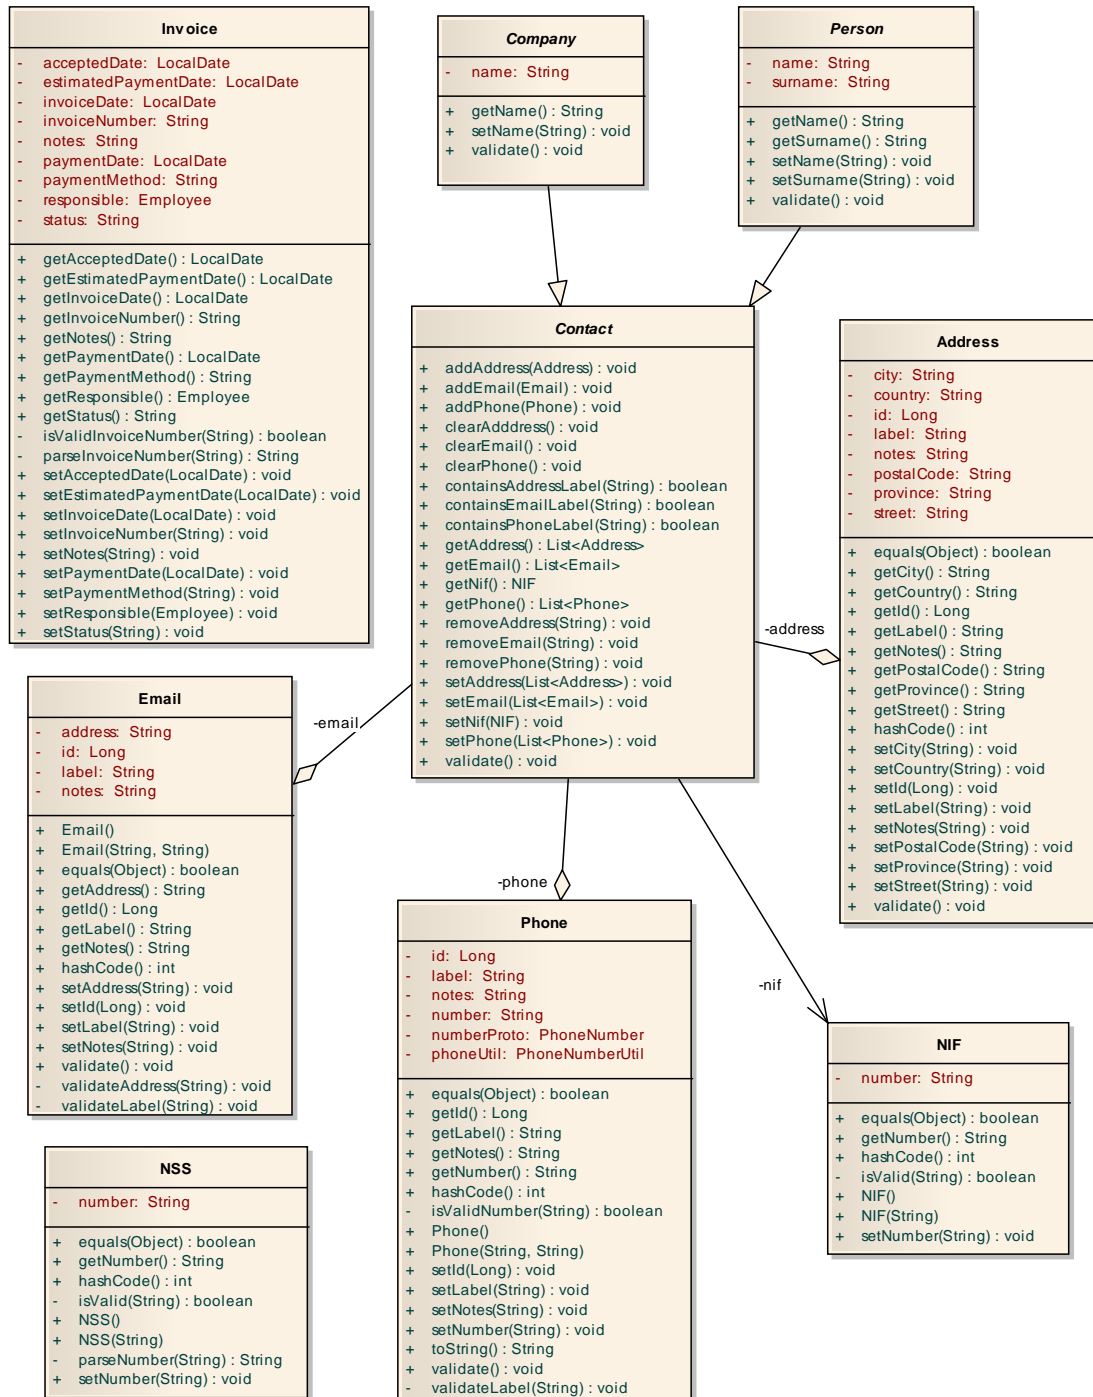 Invoice
- acceptedDate: LocalDate
- estimatedPaymentDate: LocalDate
- invoiceDate: LocalDate
- invoiceNumber: String
- notes: String
- paymentDate: LocalDate
- paymentMethod: String
- responsible: Employee
- status: String
+ getAcceptedDate() : LocalDate
+ getEstimatedPaymentDate() : LocalDate
+ getInvoiceDate() : LocalDate
+ getInvoiceNumber() : String
+ getNotes() : String
+ getPaymentDate() : LocalDate
+ getPaymentMethod() : String
+ getResponsible() : Employee
+ getStatus() : String
- isValidInvoiceNumber(String) : boolean
- parseInvoiceNumber(String) : String
+ setAcceptedDate(LocalDate) : void
+ setEstimatedPaymentDate(LocalDate) : void
+ setInvoiceDate(LocalDate) : void
+ setInvoiceNumber(String) : void
+ setNotes(String) : void
+ setPaymentDate(LocalDate) : void
+ setPaymentMethod(String) : void
+ setResponsible(Employee) : void
+ setStatus(String) : void
Company
- name: String
+ getName() : String
+ setName(String) : void
+ validate() : void
Person
- name: String
- surname: String
+ getName() : String
+ getSurname() : String
+ setName(String) : void
+ setSurname(String) : void
+ validate() : void
Contact
+ addAddress(Address) : void
+ addEmail(Email) : void
+ addPhone(Phone) : void
+ clearAdddress() : void
+ clearEmail() : void
+ clearPhone() : void
+ containsAddressLabel(String) : boolean
+ containsEmailLabel(String) : boolean
+ containsPhoneLabel(String) : boolean
+ getAddress() : List<Address>
+ getEmail() : List<Email>
+ getNif() : NIF
+ getPhone() : List<Phone>
+ removeAddress(String) : void
+ removeEmail(String) : void
+ removePhone(String) : void
+ setAddress(List<Address>) : void
+ setEmail(List<Email>) : void
+ setNif(NIF) : void
+ setPhone(List<Phone>) : void
+ validate() : void
Address
- city: String
- country: String
- id: Long
- label: String
- notes: String
- postalCode: String
- province: String
- street: String
+ equals(Object) : boolean
+ getCity() : String
+ getCountry() : String
+ getId() : Long
+ getLabel() : String
+ getNotes() : String
+ getPostalCode() : String
+ getProvince() : String
+ getStreet() : String
+ hashCode() : int
+ setCity(String) : void
+ setCountry(String) : void
+ setId(Long) : void
+ setLabel(String) : void
+ setNotes(String) : void
+ setPostalCode(String) : void
+ setProvince(String) : void
+ setStreet(String) : void
+ validate() : void
-address
-email
-phone
-nif
Email
- address: String
- id: Long
- label: String
- notes: String
+ Email()
+ Email(String, String)
+ equals(Object) : boolean
+ getAddress() : String
+ getId() : Long
+ getLabel() : String
+ getNotes() : String
+ hashCode() : int
+ setAddress(String) : void
+ setId(Long) : void
+ setLabel(String) : void
+ setNotes(String) : void
+ validate() : void
- validateAddress(String) : void
- validateLabel(String) : void
Phone
- id: Long
- label: String
- notes: String
- number: String
- numberProto: PhoneNumber
- phoneUtil: PhoneNumberUtil
+ equals(Object) : boolean
+ getId() : Long
+ getLabel() : String
+ getNotes() : String
+ getNumber() : String
+ hashCode() : int
- isValidNumber(String) : boolean
+ Phone()
+ Phone(String, String)
+ setId(Long) : void
+ setLabel(String) : void
+ setNotes(String) : void
+ setNumber(String) : void
+ toString() : String
+ validate() : void
- validateLabel(String) : void
NIF
- number: String
+ equals(Object) : boolean
+ getNumber() : String
+ hashCode() : int
- isValid(String) : boolean
+ NIF()
+ NIF(String)
+ setNumber(String) : void
NSS
- number: String
+ equals(Object) : boolean
+ getNumber() : String
+ hashCode() : int
- isValid(String) : boolean
+ NSS()
+ NSS(String)
- parseNumber(String) : String
+ setNumber(String) : void